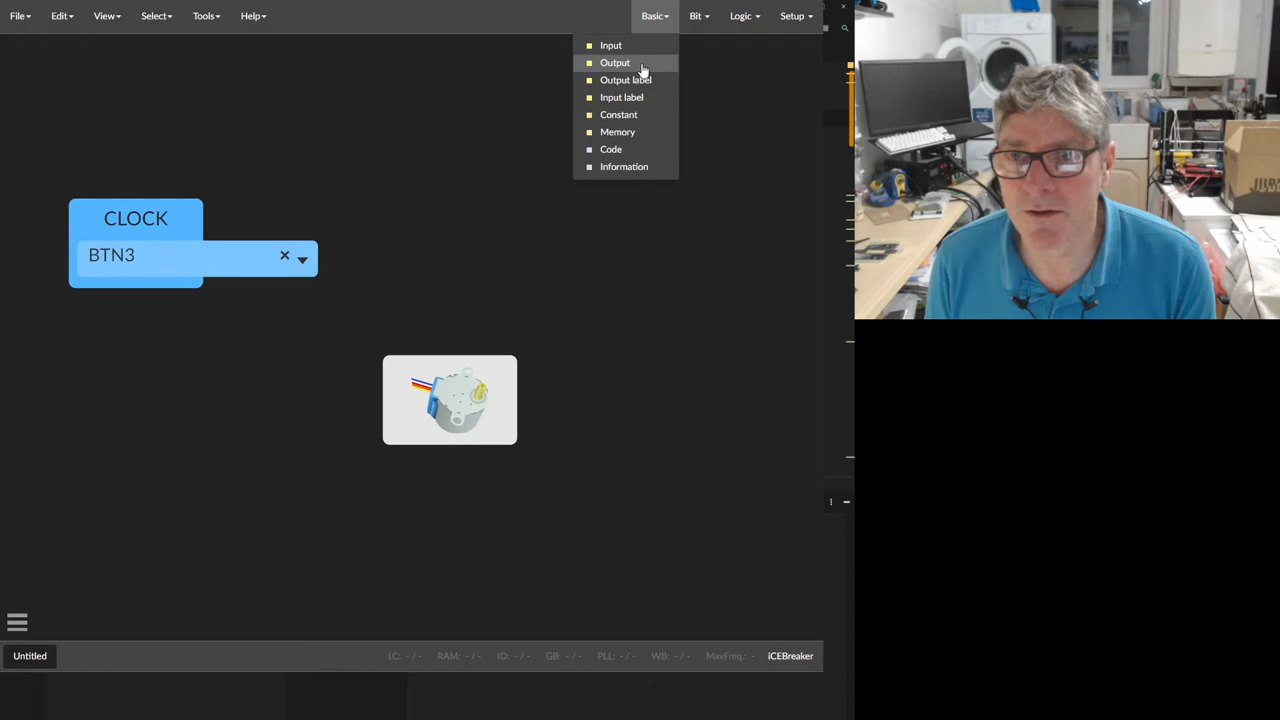 File Edit View Select Tools Help Basic Bit Logic Setup
Input
Output
Output label
Input label
Constant
Memory
Code
Information
CLOCK
BTN3
Untitled LC: - / - RAM: - / - IO: - / - GB: - / - PLL: - / - WB: - / - MaxFreq.: - iCEBreaker